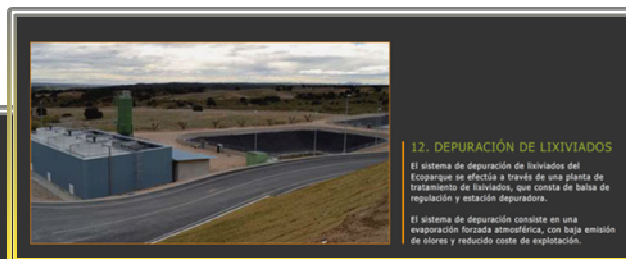 12. DEPURACIÓN DE LIXIVIADOS
El sistema de depuración de lixiviados del
Ecoparque se efectúa a través de una planta de
tratamiento de lixiviados, que consta de balsa de
regulación y estación depuradora.
El sistema de depuración consiste en una
evaporación forzada atmosférica, con baja emisión
de olores y reducido coste de explotación.